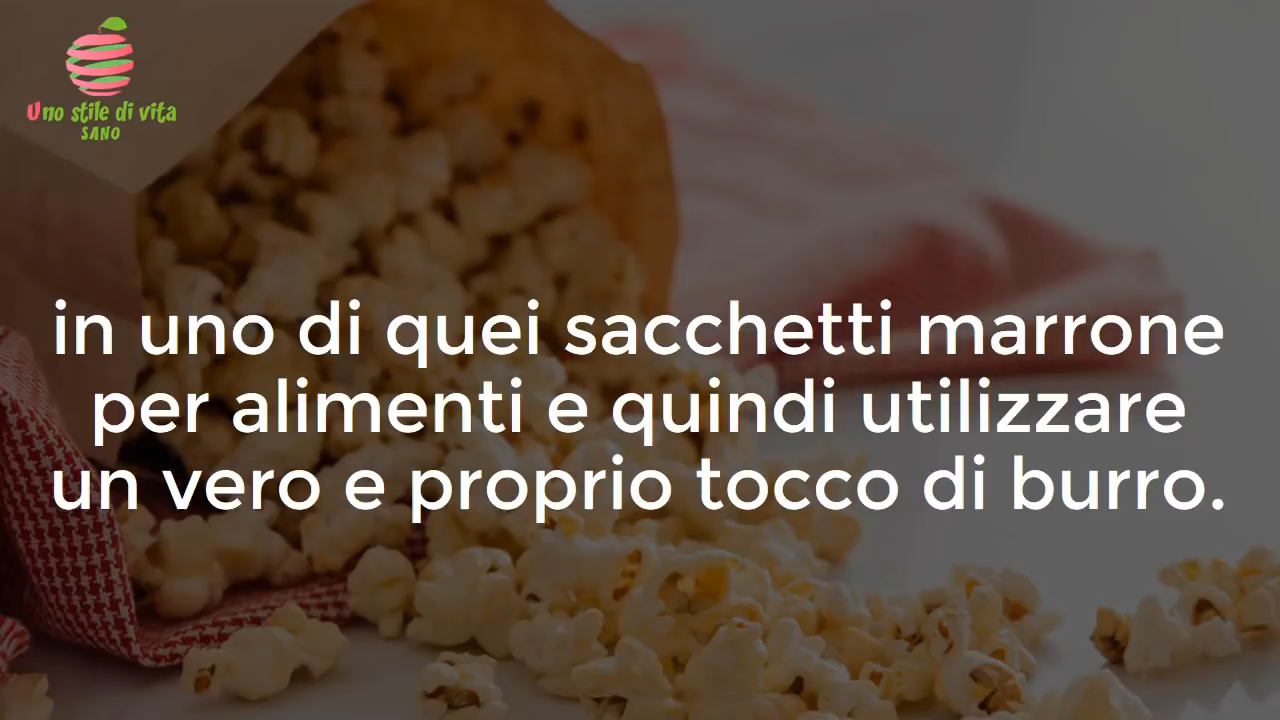 Uno stile di vita
SANO
in uno di quei sacchetti marrone
per alimenti e quindi utilizzare
un vero e proprio tocco di burro.